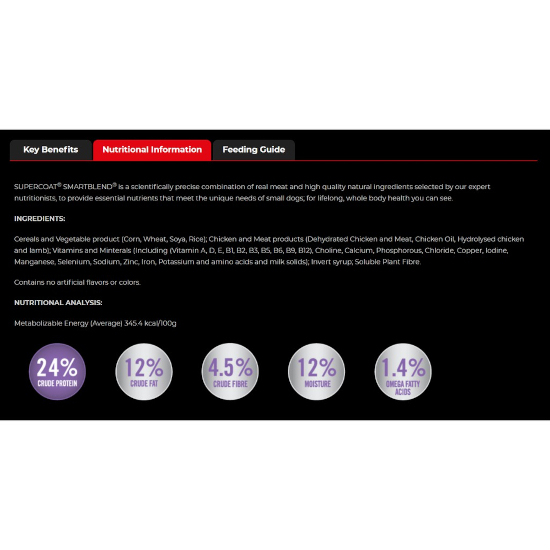 Key Benefits
Nutritional Information
Feeding Guide
SUPERCOAT® SMARTBLEND® is a scientifically precise combination of real meat and high quality natural ingredients selected by our expert
nutritionists, to provide essential nutrients that meet the unique needs of small dogs; for lifelong, whole body health you can see.
INGREDIENTS:
Cereals and Vegetable product (Corn, Wheat, Soya, Rice); Chicken and Meat products (Dehydrated Chicken and Meat, Chicken Oil, Hydrolysed chicken
and lamb); Vitamins and Minterals (Including (Vitamin A, D, E, B1, B2, B3, B5, B6, B9, B12), Choline, Calcium, Phosphorous, Chloride, Copper, Iodine,
Manganese, Selenium, Sodium, Zinc, Iron, Potassium and amino acids and milk solids); Invert syrup; Soluble Plant Fibre.
Contains no artificial flavors or colors.
NUTRITIONAL ANALYSIS:
Metabolizable Energy (Average) 345.4 kcal/100g
24%
CRUDE PROTEIN
12%
CRUDE FAT
4.5%
CRUDE FIBRE
12%
MOISTURE
1.4%
OMEGA FATTY
ACIDS